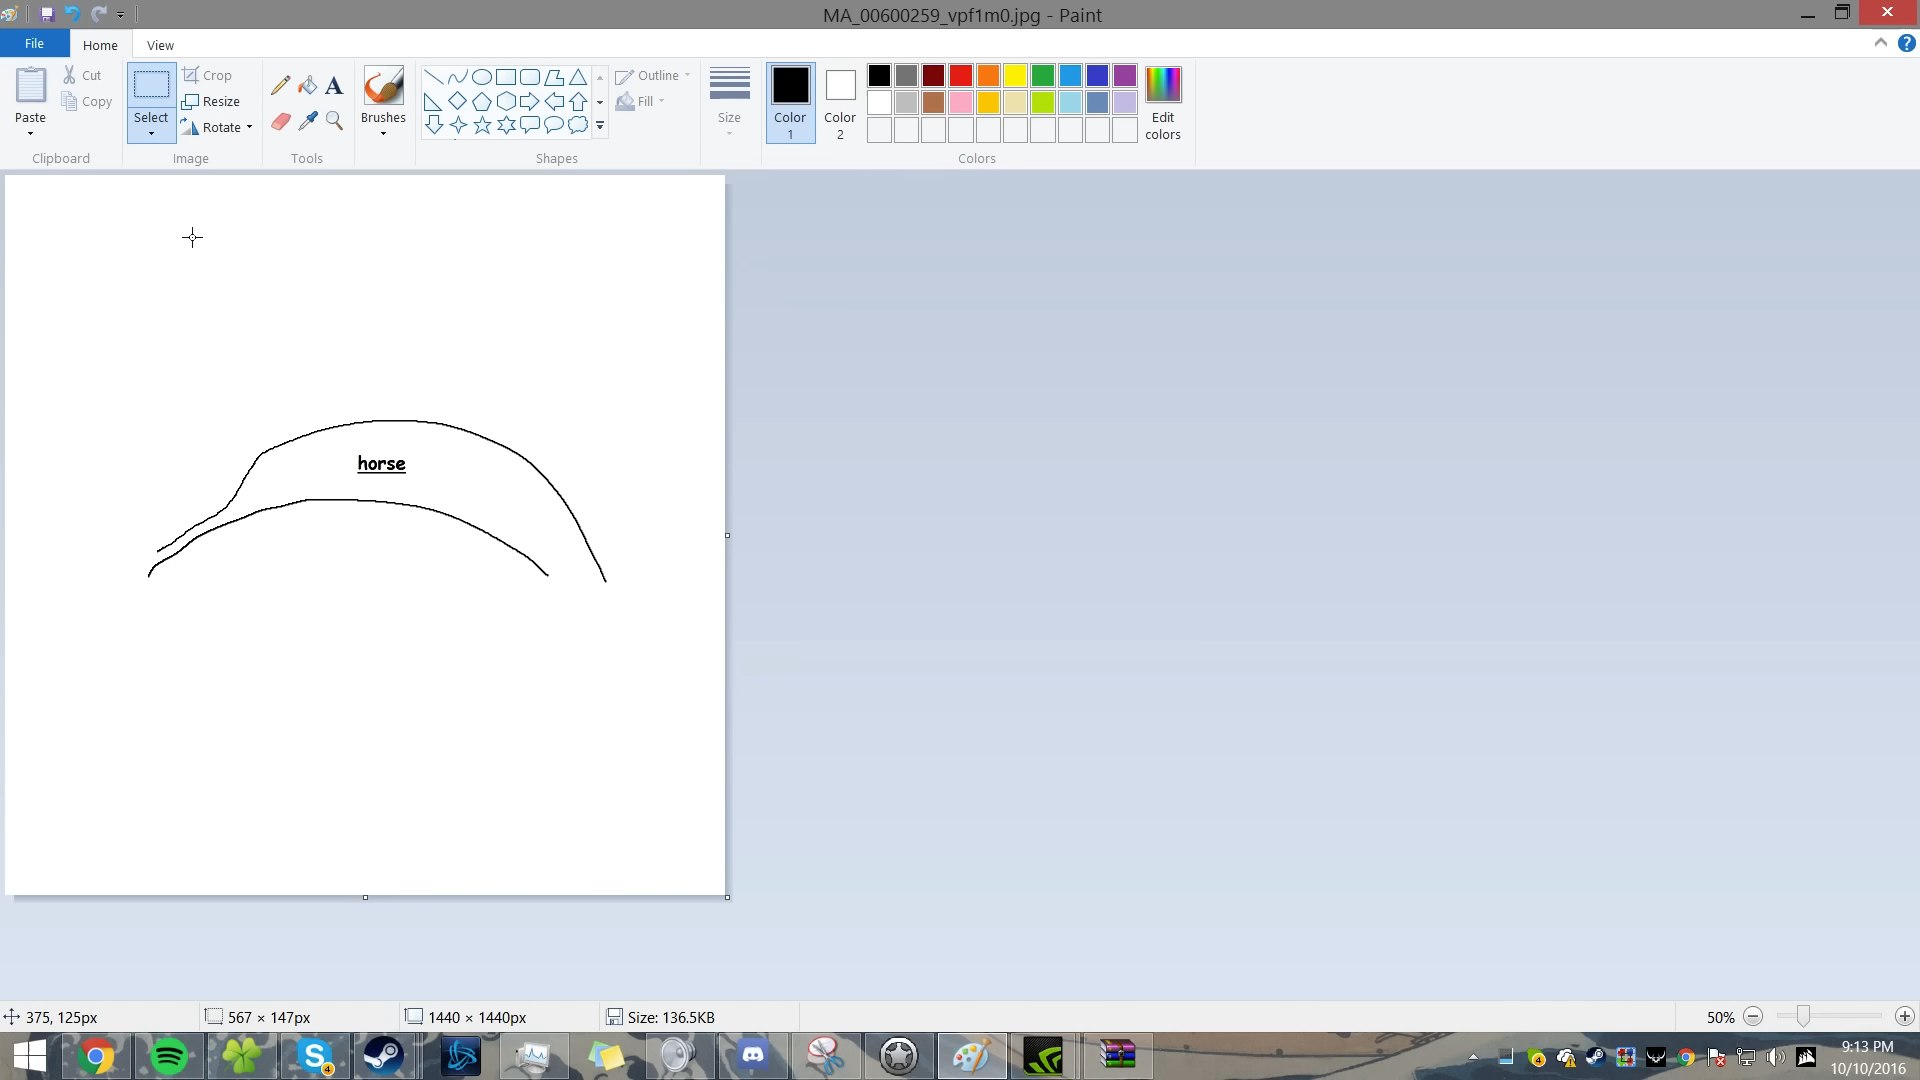 MA_00600259_vpf1m0.jpg - Paint
File
Home
View
Paste
Cut
Copy
Clipboard
Select
Crop
Resize
Rotate
Image
A
Tools
Brushes
Outline
Fill
Shapes
Size
Color 1
Color 2
Edit colors
Colors
horse
375, 125px
567 × 147px
1440 × 1440px
Size: 136.5KB
50%
4
9:13 PM
10/10/2016